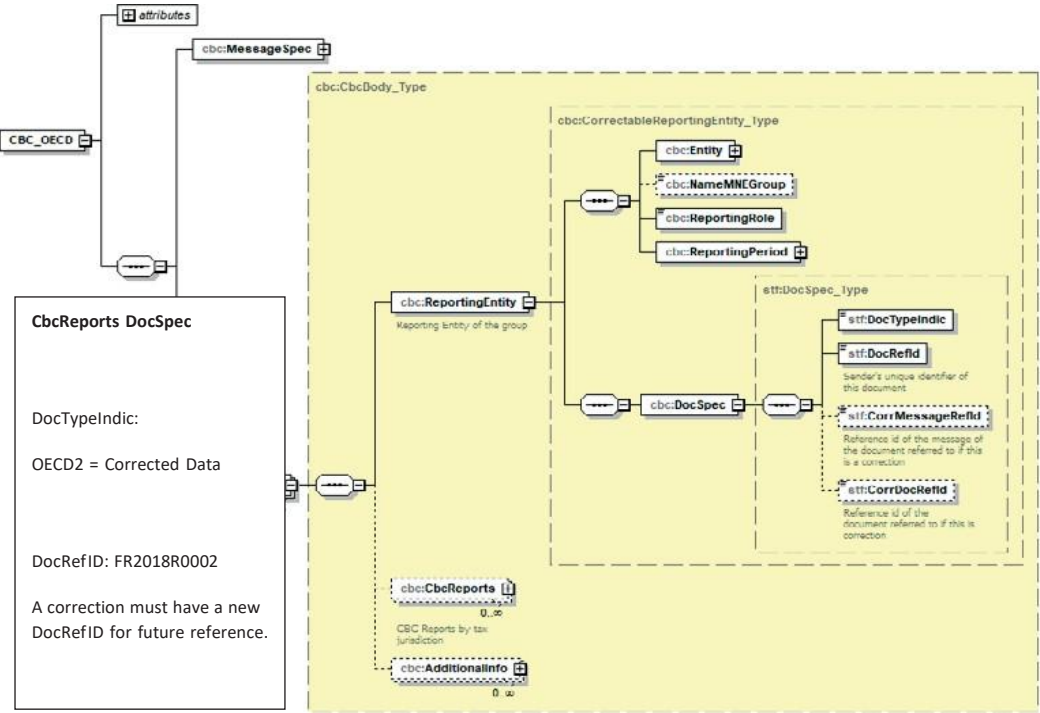 attributes
cbc:MessageSpec
cbc:CbcBody_Type
cbc:CorrectableReportingEntity_Type
CBC_OECD
cbc:Entity
cbc:NameMNEGroup
cbc:ReportingRole
cbc:ReportingPeriod
stf:DocSpec_Type
cbc:ReportingEntity
Reporting Entity of the group
stf:DocTypeIndic
stf:DocRefId
Sender's unique identifier of
this document
cbc:DocSpec
stf:CorrMessageRefId
Reference id of the message of
the document referred to if this
is a correction
stf:CorrDocRefId
Reference id of the
document referred to if this is
correction
CbcReports DocSpec
DocTypeIndic:
OECD2 = Corrected Data
DocRefID: FR2018R0002
A correction must have a new
DocRefID for future reference.
cbc:CbcReports
0..∞
CBC Reports by tax
jurisdiction
cbc:AdditionalInfo
0..∞